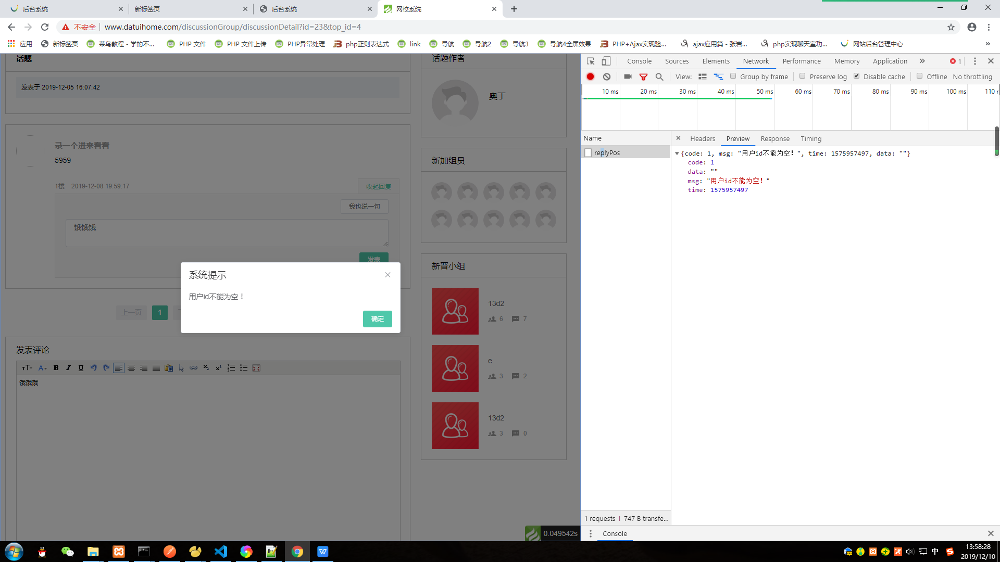 后台系统
新标签页
后台系统
网校系统
不安全 www.datuihome.com/discussionGroup/discussionDetail?id=23&top_id=4
应用 新标签页 菜鸟教程 - 学的不... PHP 文件 PHP 文件上传 PHP异常处理 php正则表达式 link 导航 导航2 导航3 导航4全屏效果 PHP+Ajax实现验... ajax应用篇 - 张岩... php实现聊天室功... 网站后台管理中心 »
话题
发表于 2019-12-05 16:07:42
录一个进来看看
5959
1楼 2019-12-08 19:59:17
收起回复
我也说一句
饿饿饿
发表
系统提示
用户id不能为空！
确定
上一页 1
发表评论
饿饿饿
话题作者
奥丁
新加组员
新晋小组
13d2
6 7
e
3 2
13d2
3 0
0.049542s
Console Sources Elements Network Performance Memory Application » 1
View: Group by frame Preserve log Disable cache Offline No throttling
10 ms 20 ms 30 ms 40 ms 50 ms 60 ms 70 ms 80 ms 90 ms 100 ms 110
Name
replyPos
Headers Preview Response Timing
{code: 1, msg: "用户id不能为空！", time: 1575957497, data: ""}
code: 1
data: ""
msg: "用户id不能为空！"
time: 1575957497
1 requests 747 B transfe...
Console
中
13:58:28
2019/12/10